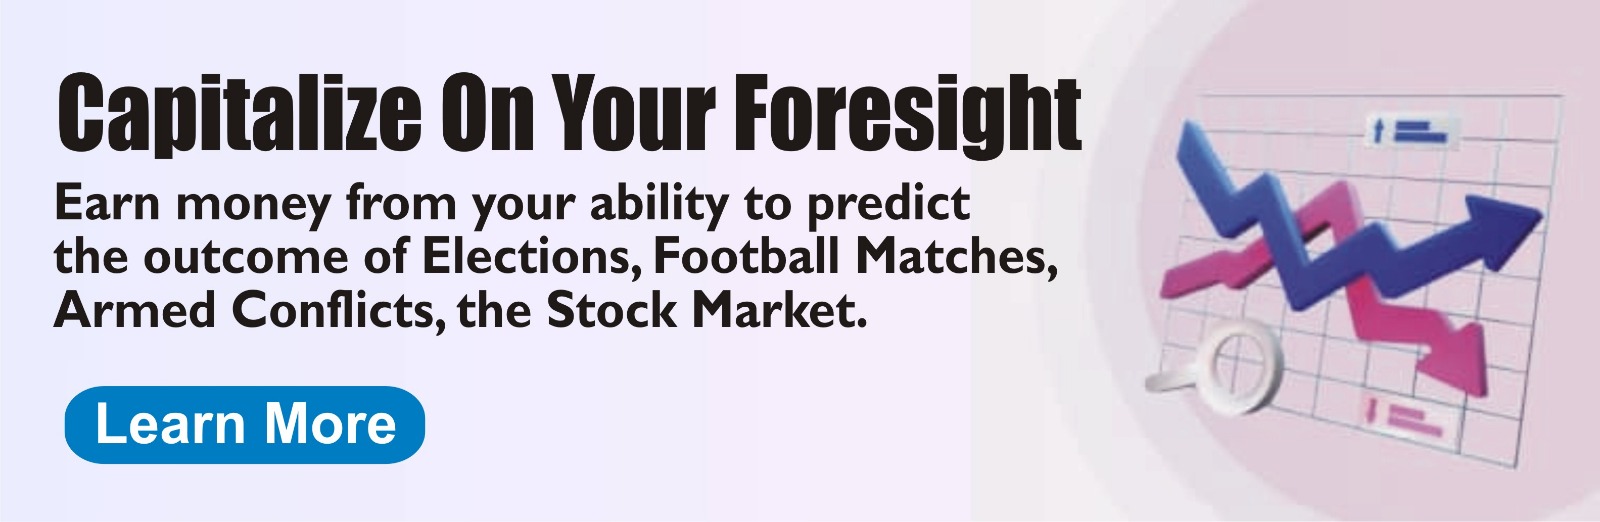 Capitalize On Your Foresight
Earn money from your ability to predict
the outcome of Elections, Football Matches,
Armed Conflicts, the Stock Market.
Learn More